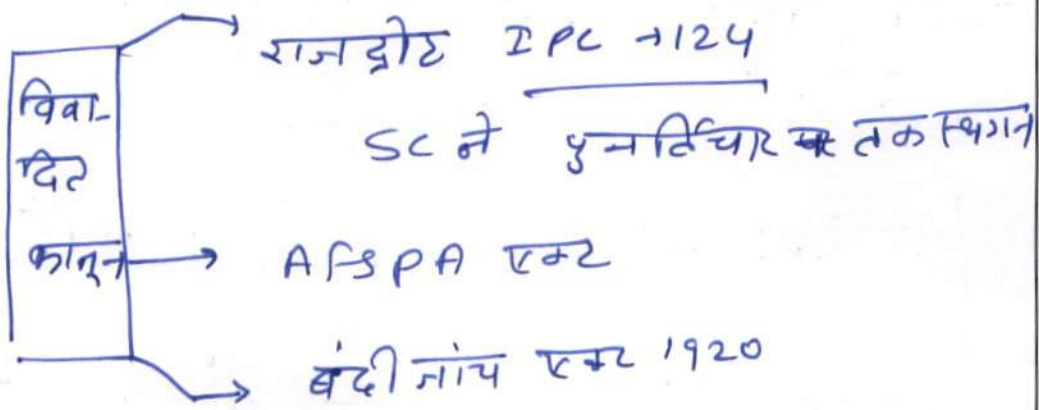 विवा-
दित
कानून
राजद्रोह IPC → 124
SC ने पुनर्विचार तक स्थगन
AFSPA एक्ट
बंदी जांच एक्ट 1920